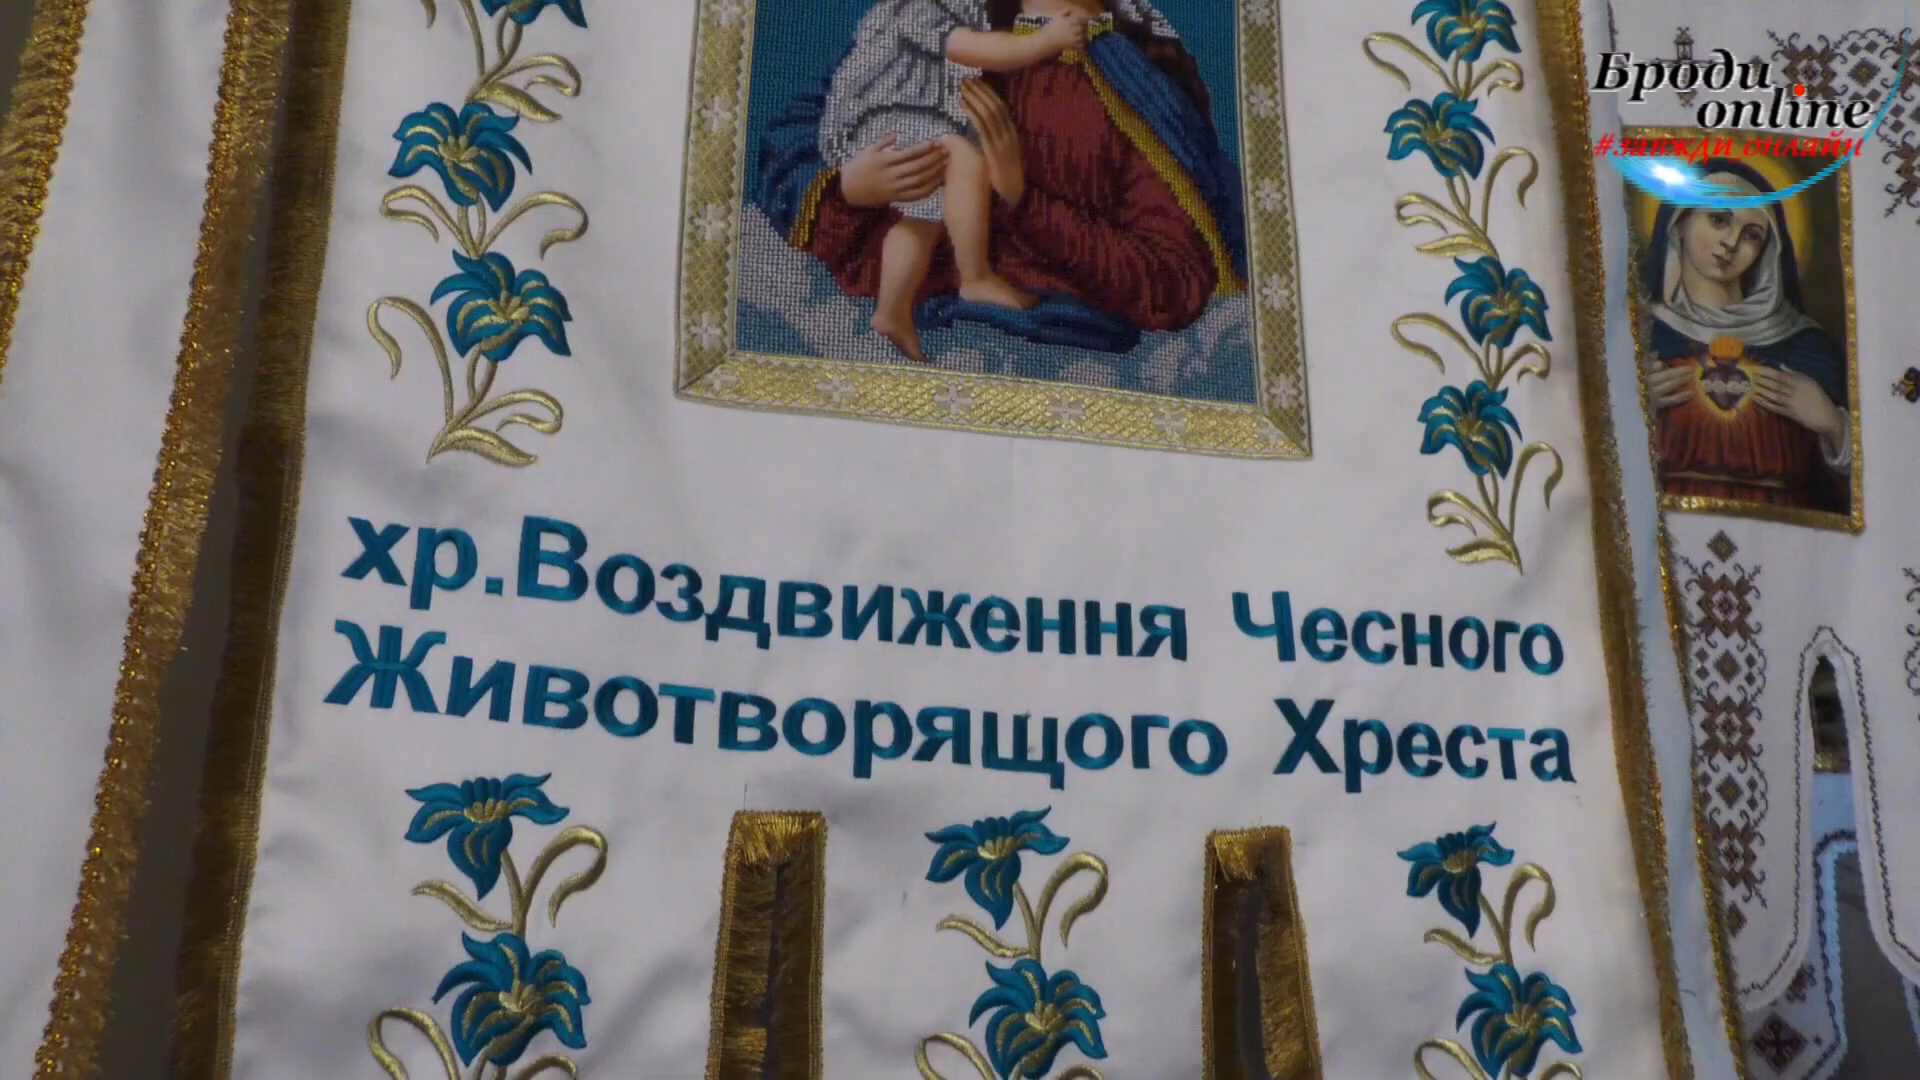 Броди
online
#завжди онлайн
хр.Воздвиження Чесного
Животворящого Хреста